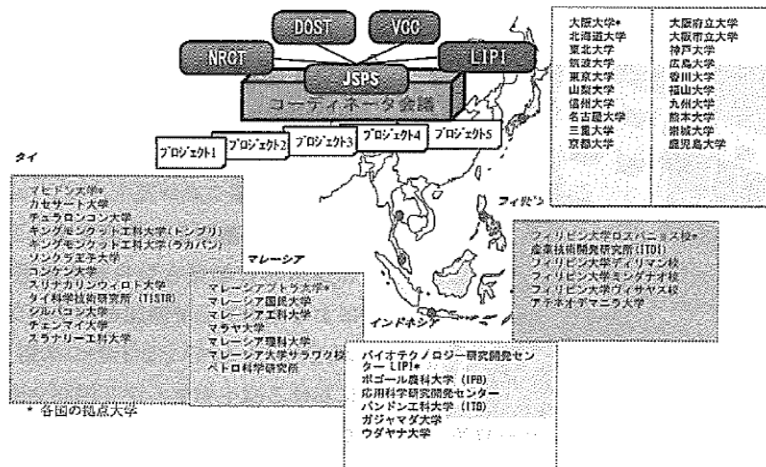 DOST
VCC
NRCT
LIPI
JSPS
コーディネータ会議
プロジェクト1
プロジェクト2
プロジェクト3
プロジェクト4
プロジェクト5
大阪大学*
北海道大学
東北大学
筑波大学
東京大学
山梨大学
信州大学
名古屋大学
三重大学
京都大学
大阪府立大学
大阪市立大学
神戸大学
広島大学
香川大学
福山大学
九州大学
熊本大学
崇城大学
鹿児島大学
タイ
マヒドン大学*
カセサート大学
チュラロンコン大学
キングモンクット工科大学(トンブリ)
キングモンクット工科大学(ラカバン)
ソンクラ王子大学
コンケン大学
スリナカリンウィロト大学
タイ科学技術研究所 (TISTR)
シルパコン大学
チェンマイ大学
スラナリー工科大学
* 各国の拠点大学
マレーシア
マレーシアプトラ大学*
マレーシア国民大学
マレーシア工科大学
マラヤ大学
マレーシア理科大学
マレーシア大学サラワク校
ペトロ科学研究所
フィリピン
フィリピン大学ロスバニョス校*
産業技術開発研究所(ITDI)
フィリピン大学ディリマン校
フィリピン大学ミンダナオ校
フィリピン大学ヴィサヤス校
アテネオデマニラ大学
インドネシア
バイオテクノロジー研究開発セン
ター LIPI*
ボゴール農科大学 (IPB)
応用科学研究開発センター
バンドン工科大学 (ITB)
ガジャマダ大学
ウダヤナ大学